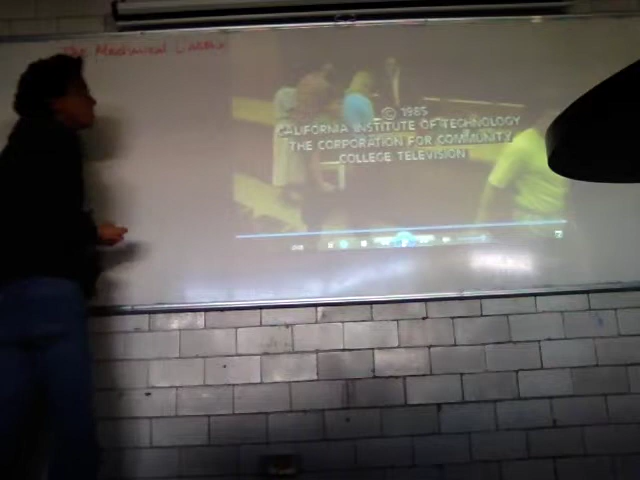 The Mechanical Universe
© 1985
CALIFORNIA INSTITUTE OF TECHNOLOGY
THE CORPORATION FOR COMMUNITY
COLLEGE TELEVISION